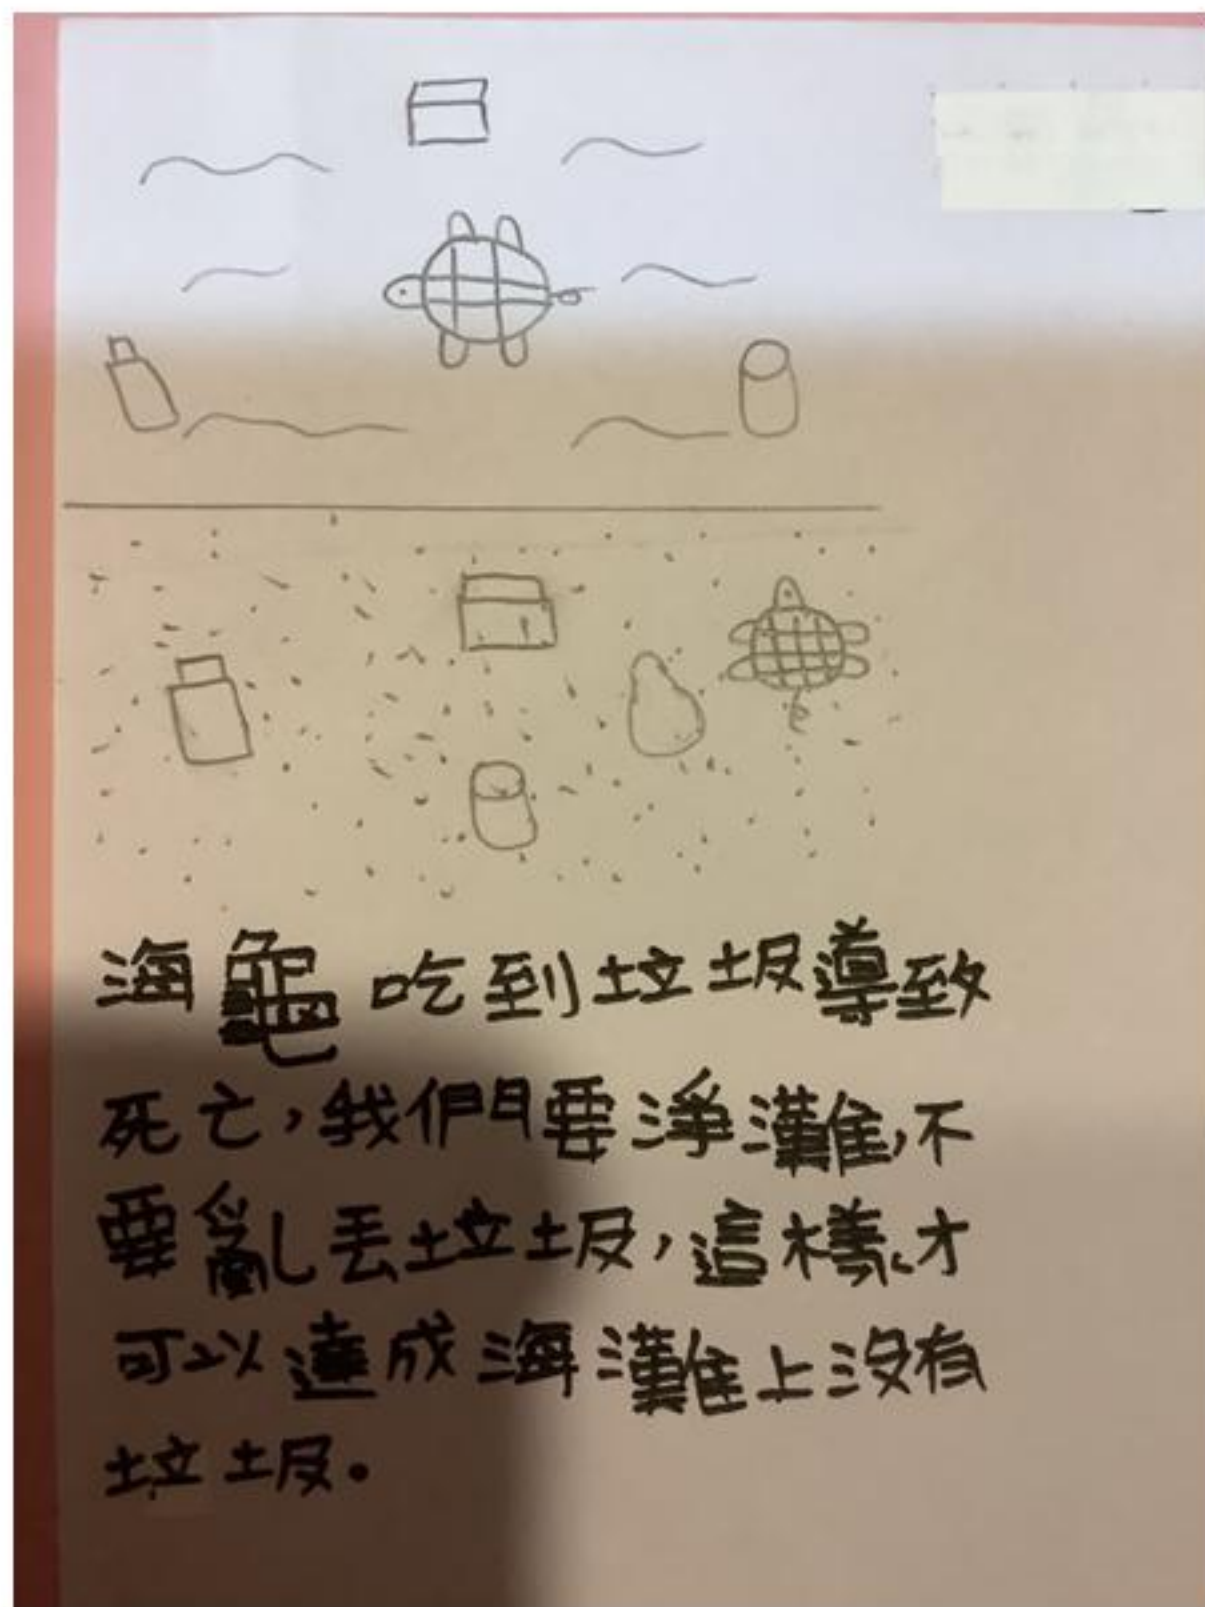 海龜吃到垃圾導致
死亡,我們要淨灘,不
要亂丟垃圾,這樣才
可以達成海灘上沒有
垃圾。